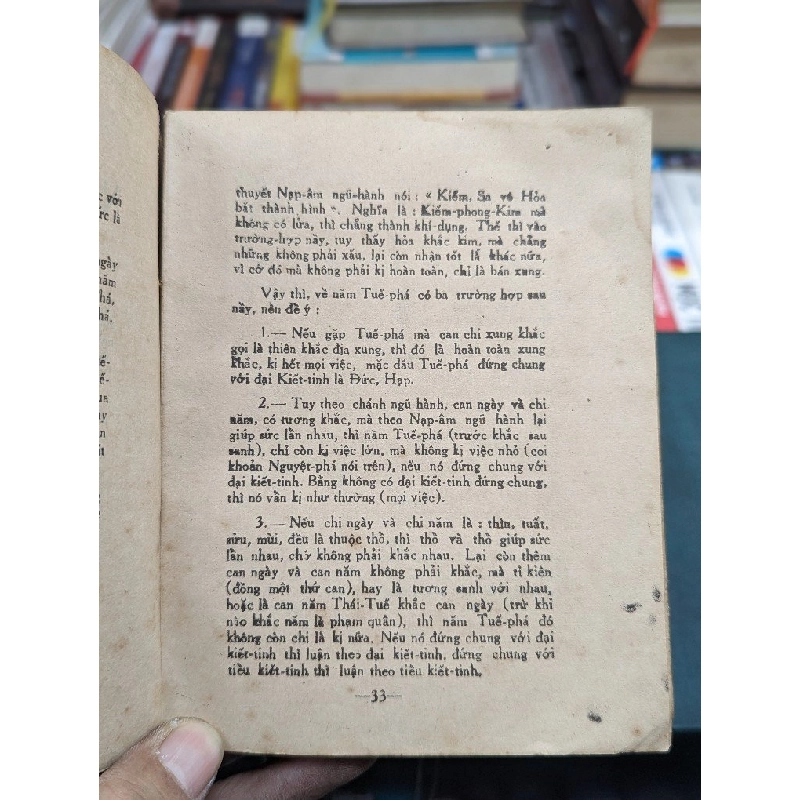 c với
ức là
gày
năm
há,
há.
thuyết Nạp-âm ngũ-hành nói : “ Kiếm, Sa vô Hỏa
bất thành hình ”. Nghĩa là : Kiếm-phong-Kim mà
không có lửa, thì chẳng thành khí-dụng. Thế thì vào
trường-hợp này, tuy thấy hỏa khắc kim, mà chẳng
những không phải xấu, lại còn nhận tốt là khác nữa,
vì cớ đó mà không phải kị hoàn toàn, chỉ là bán xung.
Vậy thì, về năm Tuế-phá có ba trường hợp sau
này, nên để ý :
1.— Nếu gặp Tuế-phá mà can chi xung khắc
gọi là thiên khắc địa xung, thì đó là hoàn toàn xung
khắc, kị hết mọi việc, mặc dầu Tuế-phá đứng chung
với đại Kiết-tinh là Đức, Hạp.
2.— Tuy theo chánh ngũ hành, can ngày và chi
năm, có tương khắc, mà theo Nạp-âm ngũ hành lại
giúp sức lẫn nhau, thì năm Tuế-phá (trước khắc sau
sanh), chỉ còn kị việc lớn, mà không kị việc nhỏ (coi
khoản Nguyệt-phá nói trên), nếu nó đứng chung với
đại kiết-tinh. Bằng không có đại kiết-tinh đứng chung,
thì nó vẫn kị như thường (mọi việc).
3. — Nếu chi ngày và chi năm là : thìn, tuất,
sửu, mùi, đều là thuộc thổ, thì thổ và thổ giúp sức
lẫn nhau, chớ không phải khắc nhau. Lại còn thêm
can ngày và can năm không phải khắc, mà tỉ kiên
(đồng một thứ can), hay là tương sanh với nhau,
hoặc là can năm Thái-Tuế khắc can ngày (trừ khi
nào khắc năm là phạm quân), thì năm Tuế-phá đó
không còn chi là kị nữa. Nếu nó đứng chung với đại
kiết-tinh thì luận theo đại kiết-tinh, đứng chung với
tiểu kiết-tinh thì luận theo tiểu kiết-tinh.
—33—